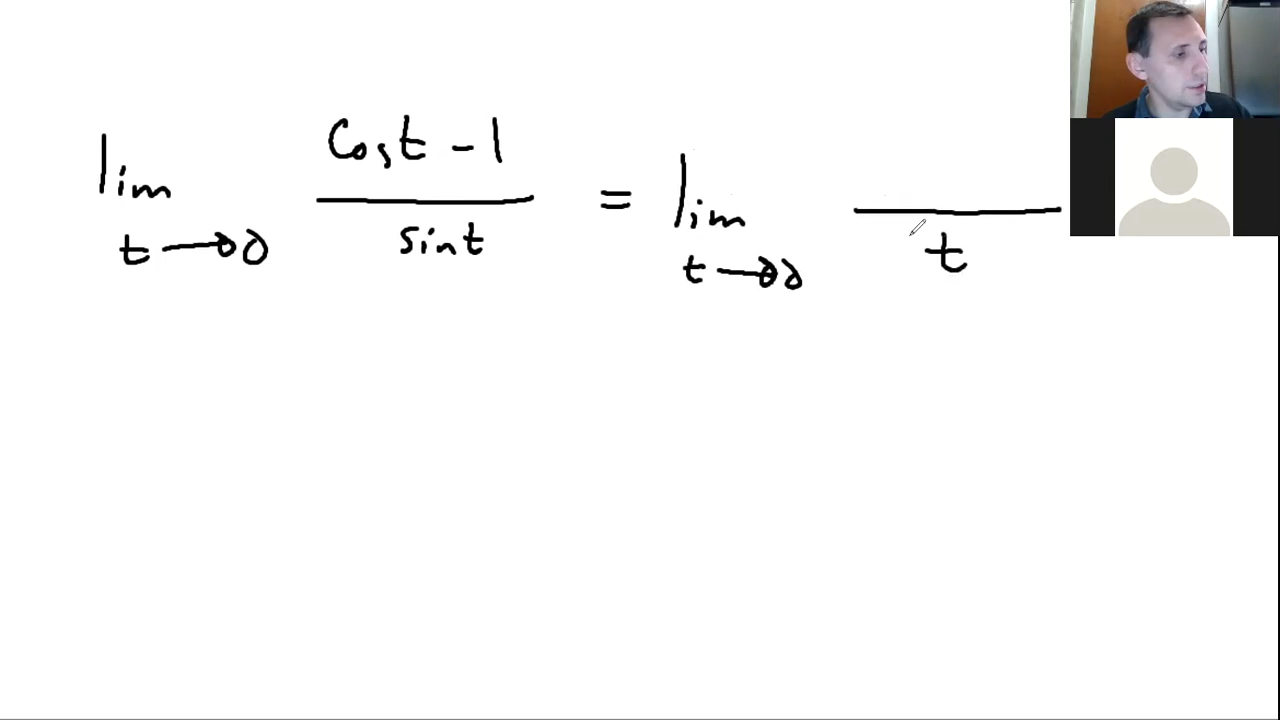 lim cost - 1 = lim
t → 0 sint t → 0 t